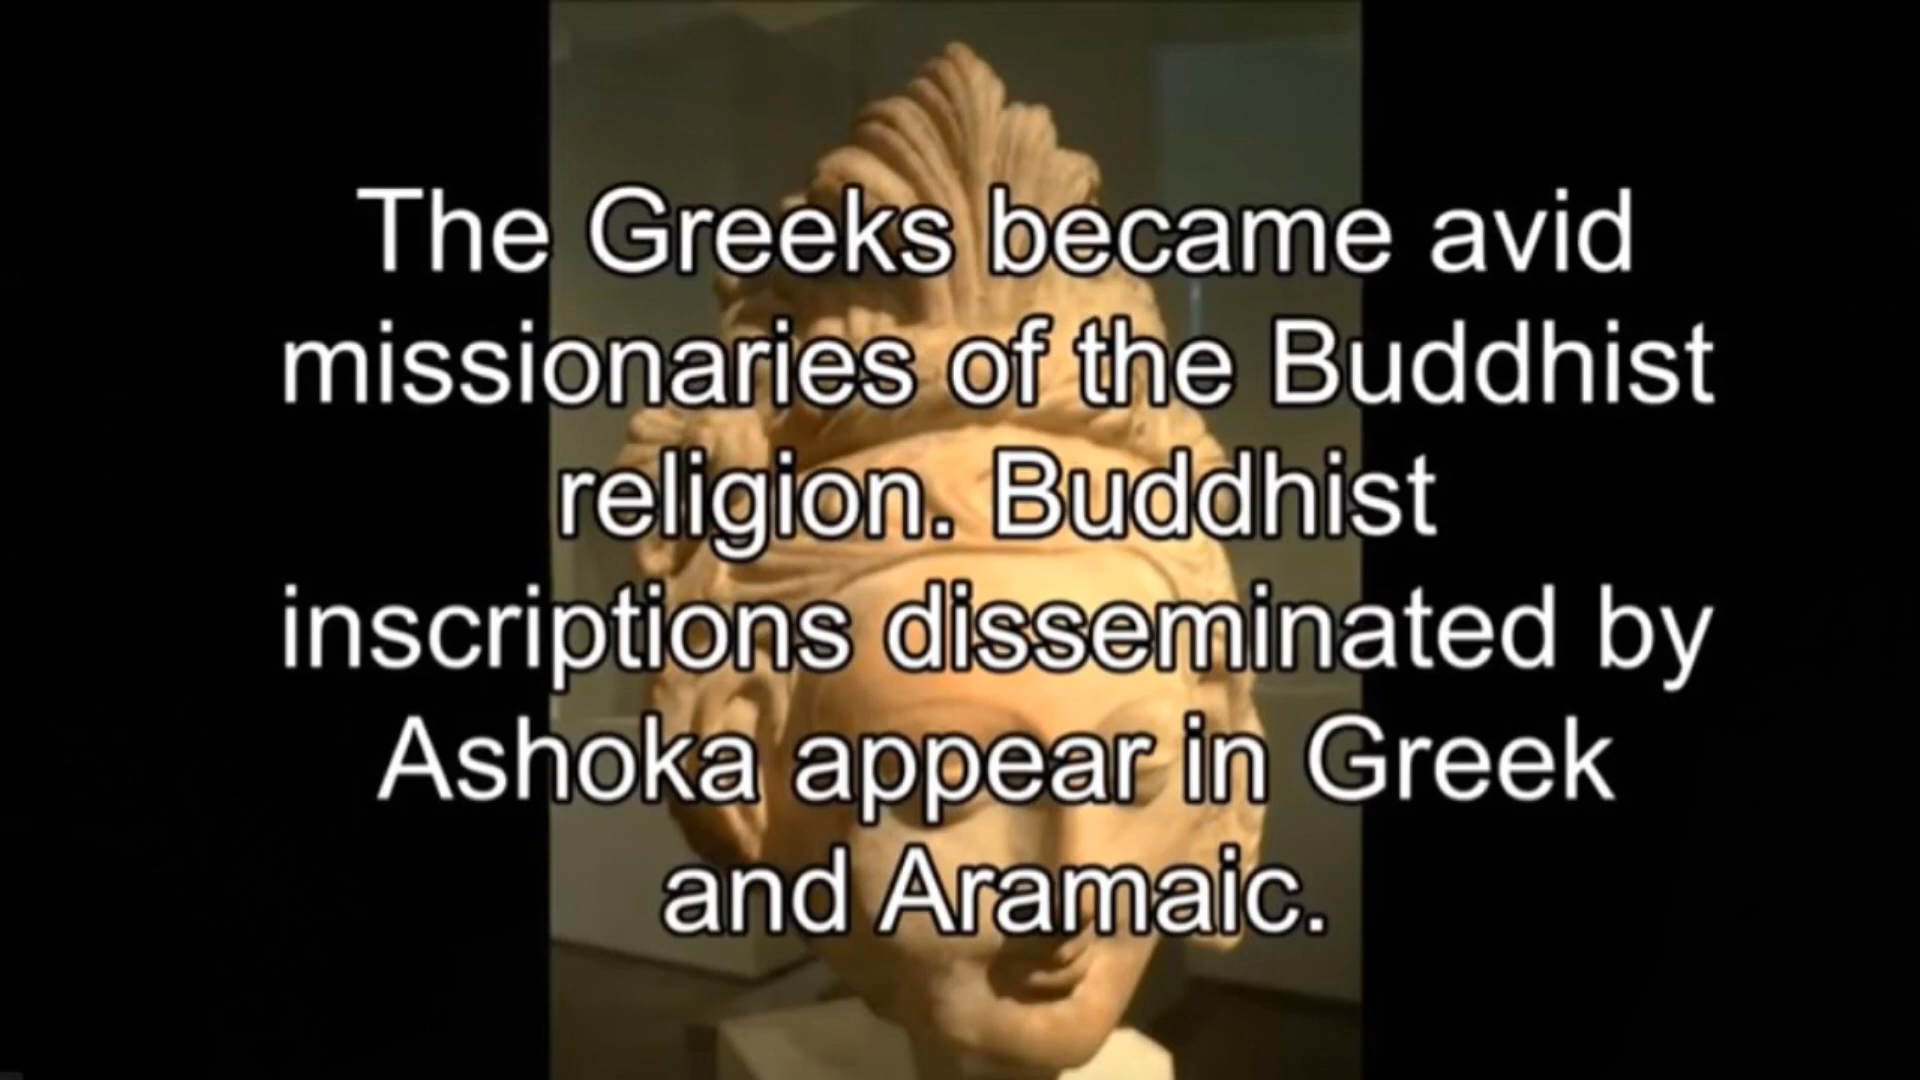 The Greeks became avid
missionaries of the Buddhist
religion. Buddhist
inscriptions disseminated by
Ashoka appear in Greek
and Aramaic.